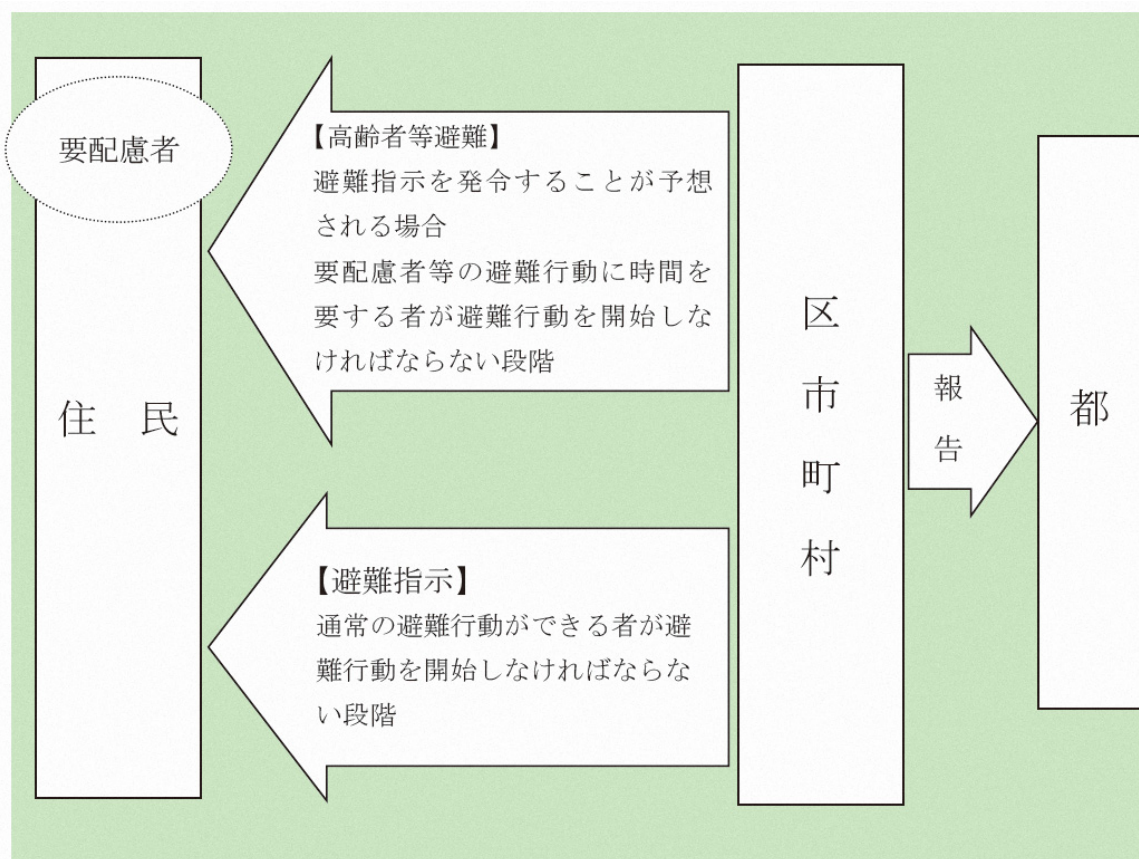 要配慮者
住 民
【高齢者等避難】
避難指示を発令することが予想
される場合
要配慮者等の避難行動に時間を
要する者が避難行動を開始しな
ければならない段階
【避難指示】
通常の避難行動ができる者が避
難行動を開始しなければならな
い段階
区市町村
報告
都